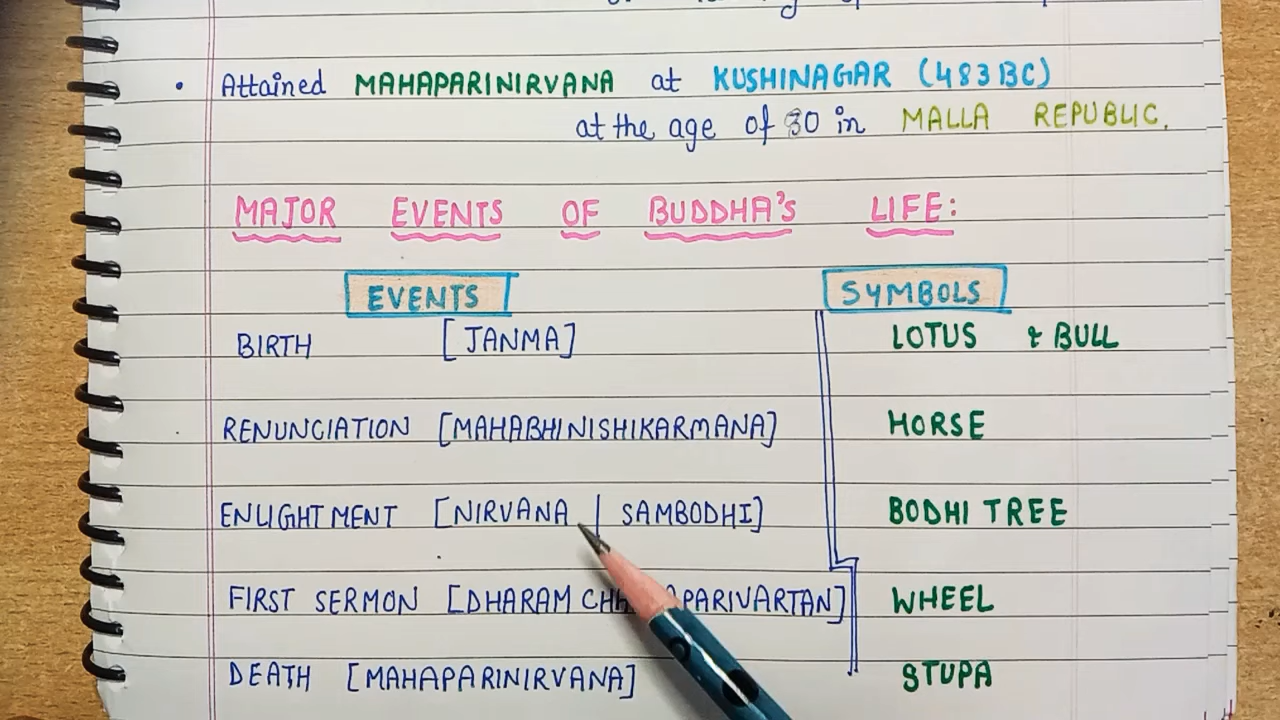 • Attained MAHAPARINIRVANA at KUSHINAGAR (483 BC)
at the age of 80 in MALLA REPUBLIC.
MAJOR EVENTS OF BUDDHA'S LIFE:
EVENTS SYMBOLS
BIRTH [JANMA] LOTUS & BULL
RENUNCIATION [MAHABHINISHIKARMANA] HORSE
ENLIGHTMENT [NIRVANA | SAMBODHI] BODHI TREE
FIRST SERMON [DHARAM PARIVARTAN] WHEEL
DEATH [MAHAPARINIRVANA] STUPA